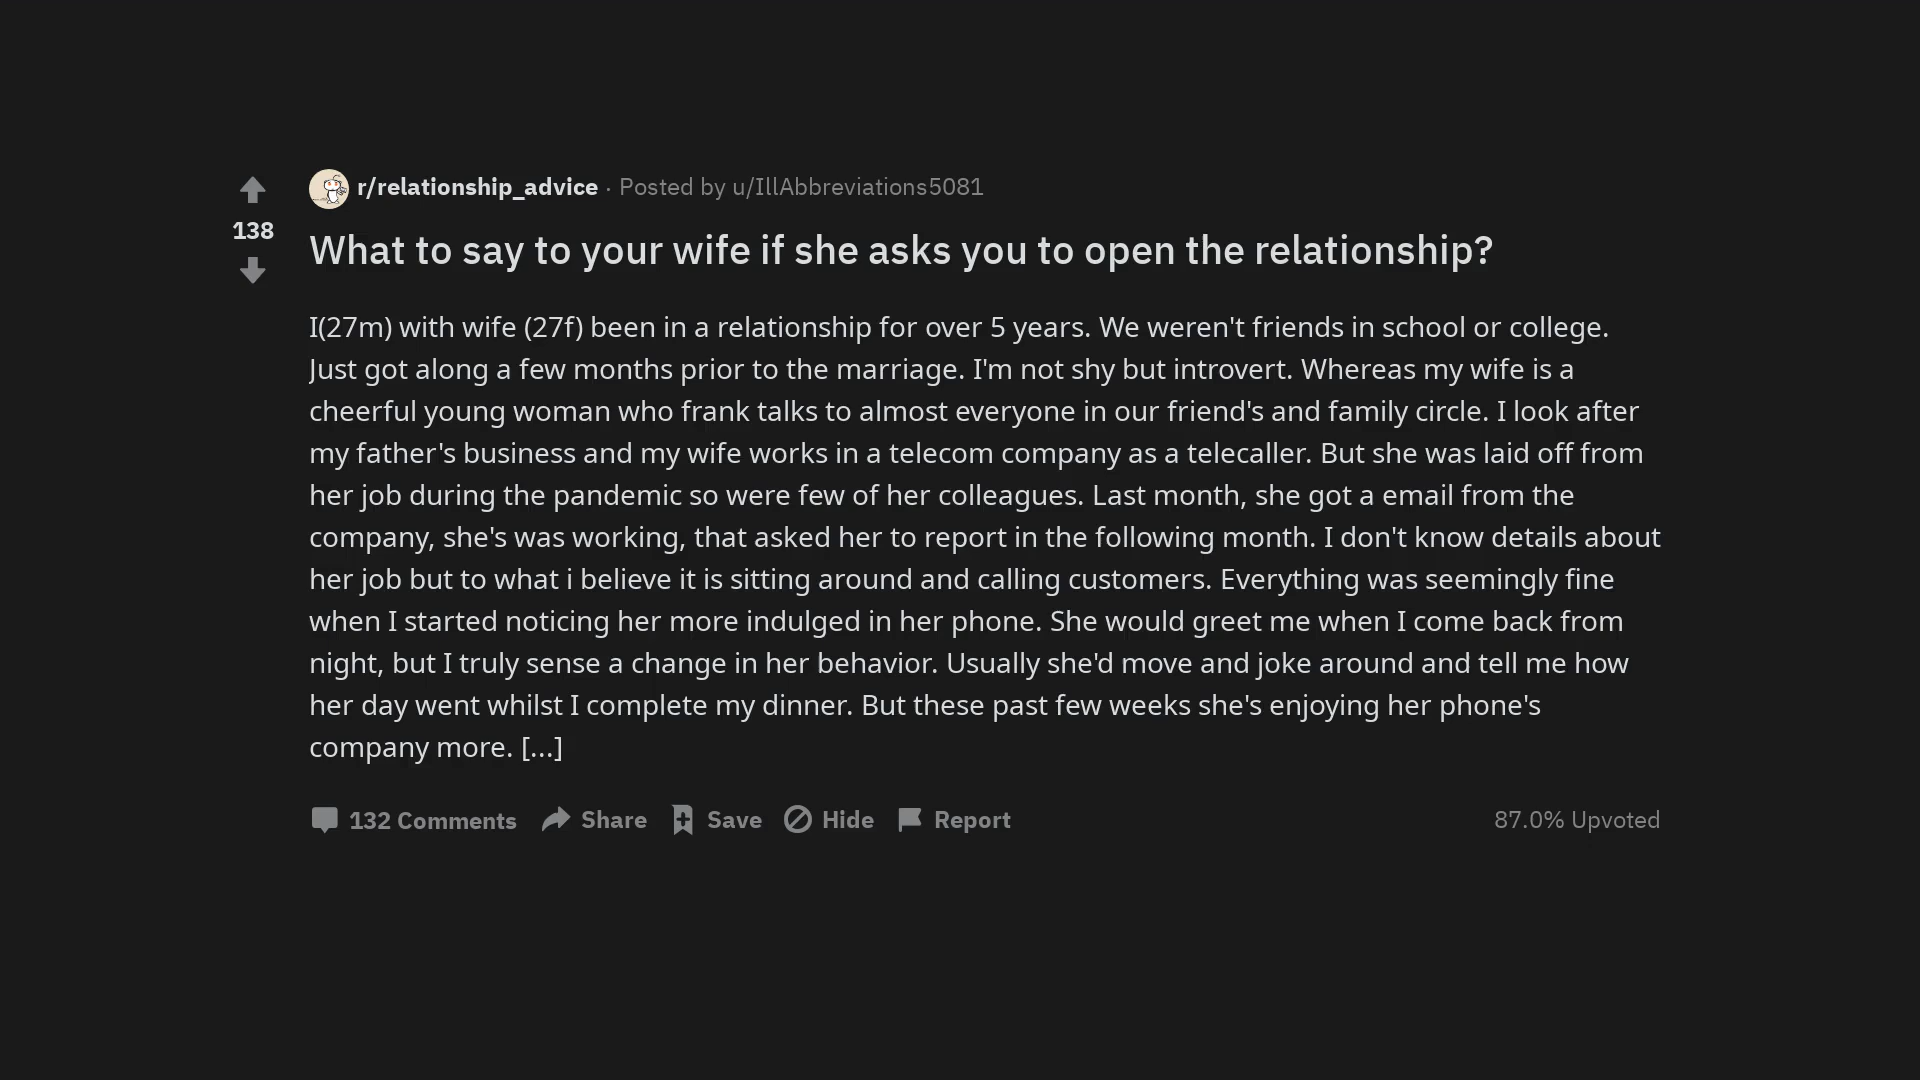 r/relationship_advice · Posted by u/IllAbbreviations5081
138
What to say to your wife if she asks you to open the relationship?
I(27m) with wife (27f) been in a relationship for over 5 years. We weren't friends in school or college.
Just got along a few months prior to the marriage. I'm not shy but introvert. Whereas my wife is a
cheerful young woman who frank talks to almost everyone in our friend's and family circle. I look after
my father's business and my wife works in a telecom company as a telecaller. But she was laid off from
her job during the pandemic so were few of her colleagues. Last month, she got a email from the
company, she's was working, that asked her to report in the following month. I don't know details about
her job but to what i believe it is sitting around and calling customers. Everything was seemingly fine
when I started noticing her more indulged in her phone. She would greet me when I come back from
night, but I truly sense a change in her behavior. Usually she'd move and joke around and tell me how
her day went whilst I complete my dinner. But these past few weeks she's enjoying her phone's
company more. [...]
132 Comments Share Save Hide Report 87.0% Upvoted